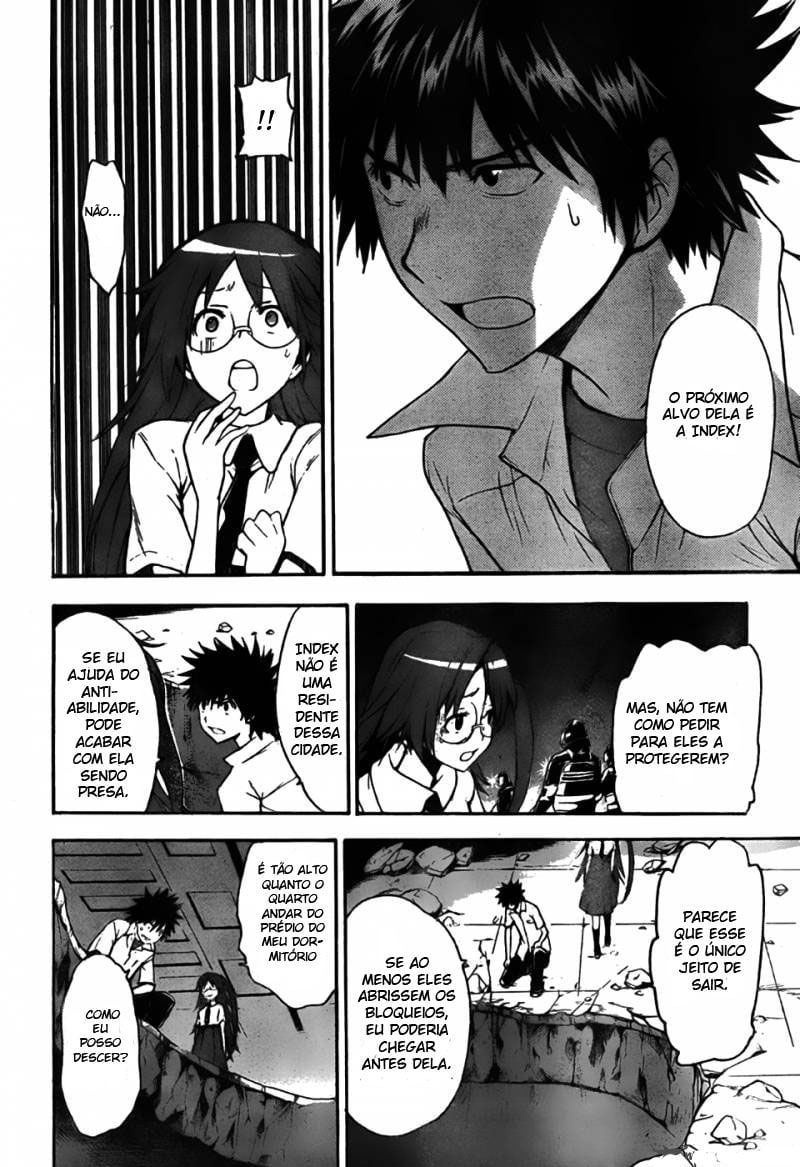 O PRÓXIMO
ALVO DELA É
A INDEX!
!!
NÃO...
MAS, NÃO TEM
COMO PEDIR
PARA ELES A
PROTEGEREM?
INDEX
NÃO É
UMA
RESI-
DENTE
DESSA
CIDADE.
SE EU
AJUDA DO
ANTI-
ABILIDADE,
PODE
ACABAR
COM ELA
SENDO
PRESA.
PARECE
QUE ESSE
É O ÚNICO
JEITO DE
SAIR.
SE AO
MENOS ELES
ABRISSEM OS
BLOQUEIOS,
EU PODERIA
CHEGAR
ANTES DELA.
É TÃO ALTO
QUANTO O
QUARTO
ANDAR DO
PRÉDIO DO
MEU DOR-
MITÓRIO
COMO
EU
POSSO
DESCER?